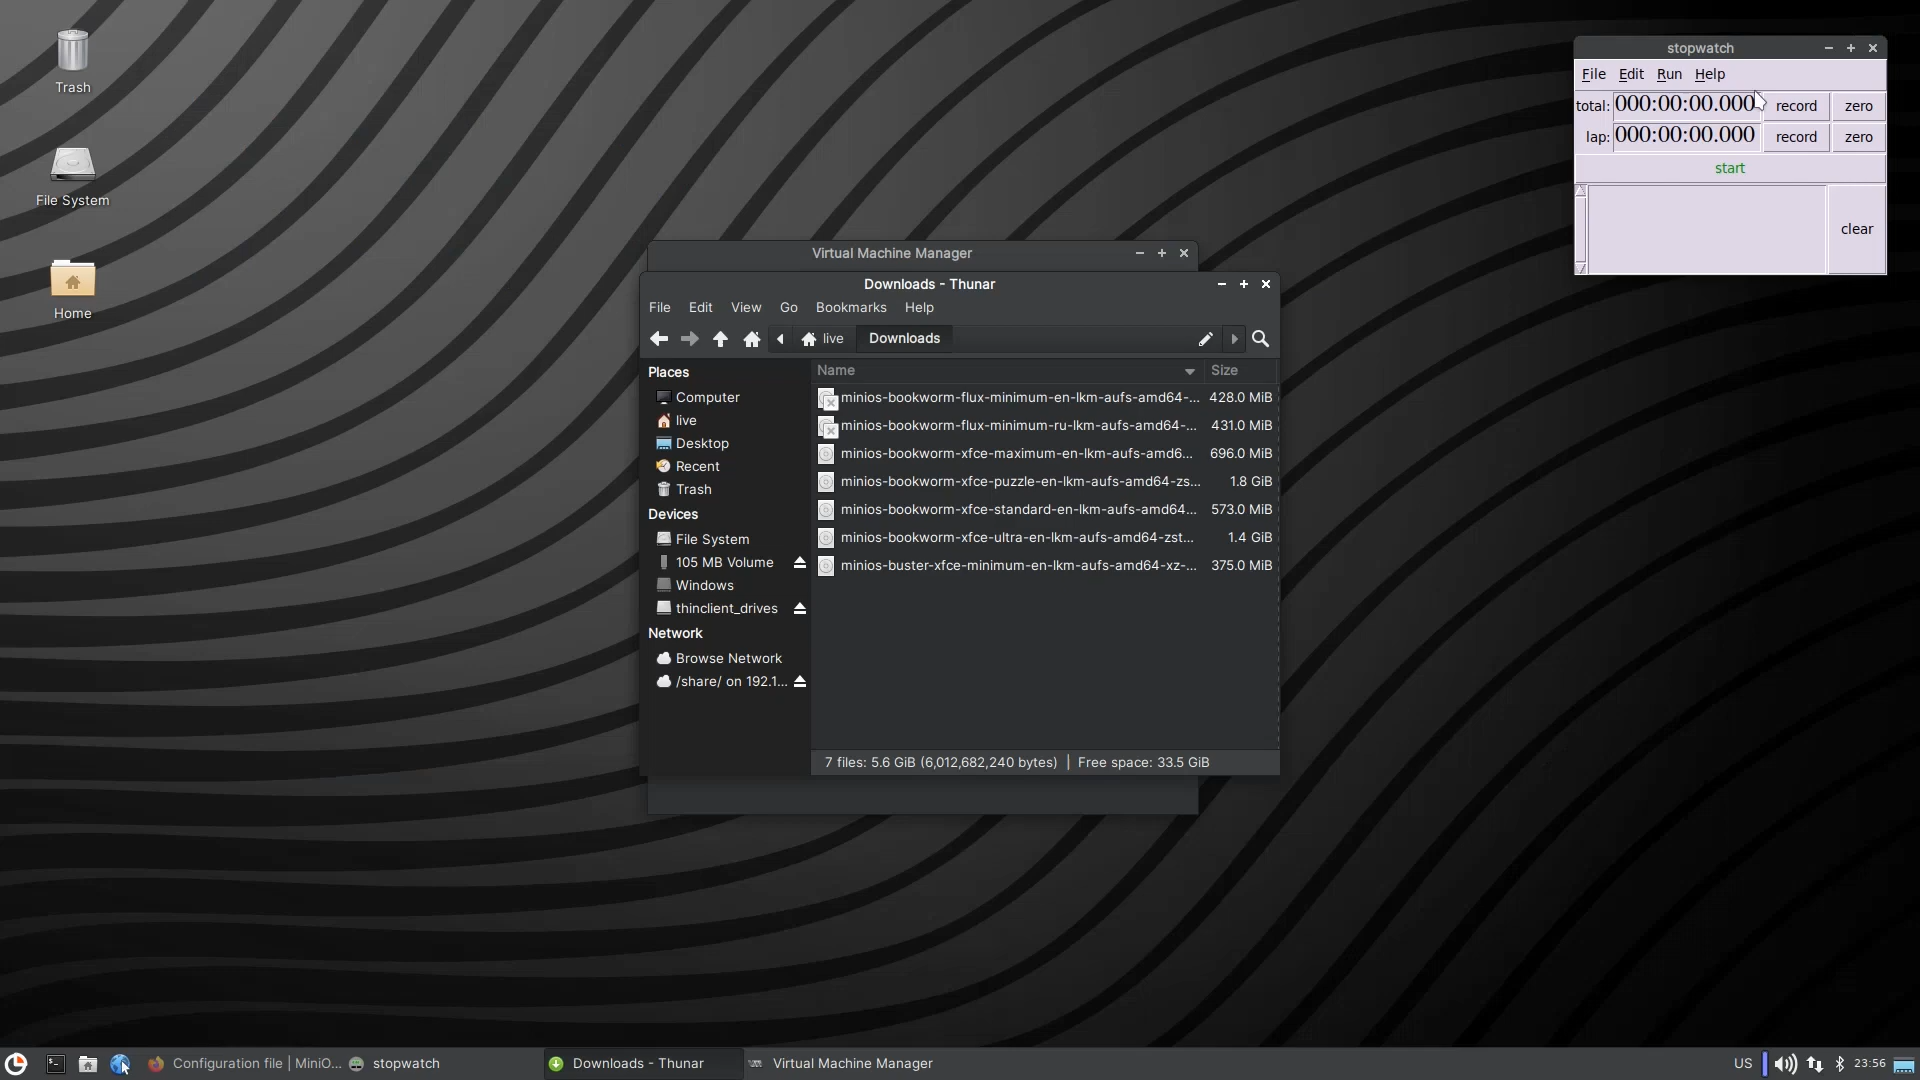 Trash
File System
Home
stopwatch
File Edit Run Help
total: 000:00:00.000 record zero
lap: 000:00:00.000 record zero
start
clear
Virtual Machine Manager
Downloads - Thunar
File Edit View Go Bookmarks Help
live Downloads
Places
Computer
live
Desktop
Recent
Trash
Devices
File System
105 MB Volume
Windows
thinclient_drives
Network
Browse Network
/share/ on 192.1...
Name Size
minios-bookworm-flux-minimum-en-lkm-aufs-amd64-... 428.0 MiB
minios-bookworm-flux-minimum-ru-lkm-aufs-amd64-... 431.0 MiB
minios-bookworm-xfce-maximum-en-lkm-aufs-amd6... 696.0 MiB
minios-bookworm-xfce-puzzle-en-lkm-aufs-amd64-zs... 1.8 GiB
minios-bookworm-xfce-standard-en-lkm-aufs-amd64... 573.0 MiB
minios-bookworm-xfce-ultra-en-lkm-aufs-amd64-zst... 1.4 GiB
minios-buster-xfce-minimum-en-lkm-aufs-amd64-xz-... 375.0 MiB
7 files: 5.6 GiB (6,012,682,240 bytes) | Free space: 33.5 GiB
Configuration file | MiniO... stopwatch Downloads - Thunar Virtual Machine Manager US 23:56